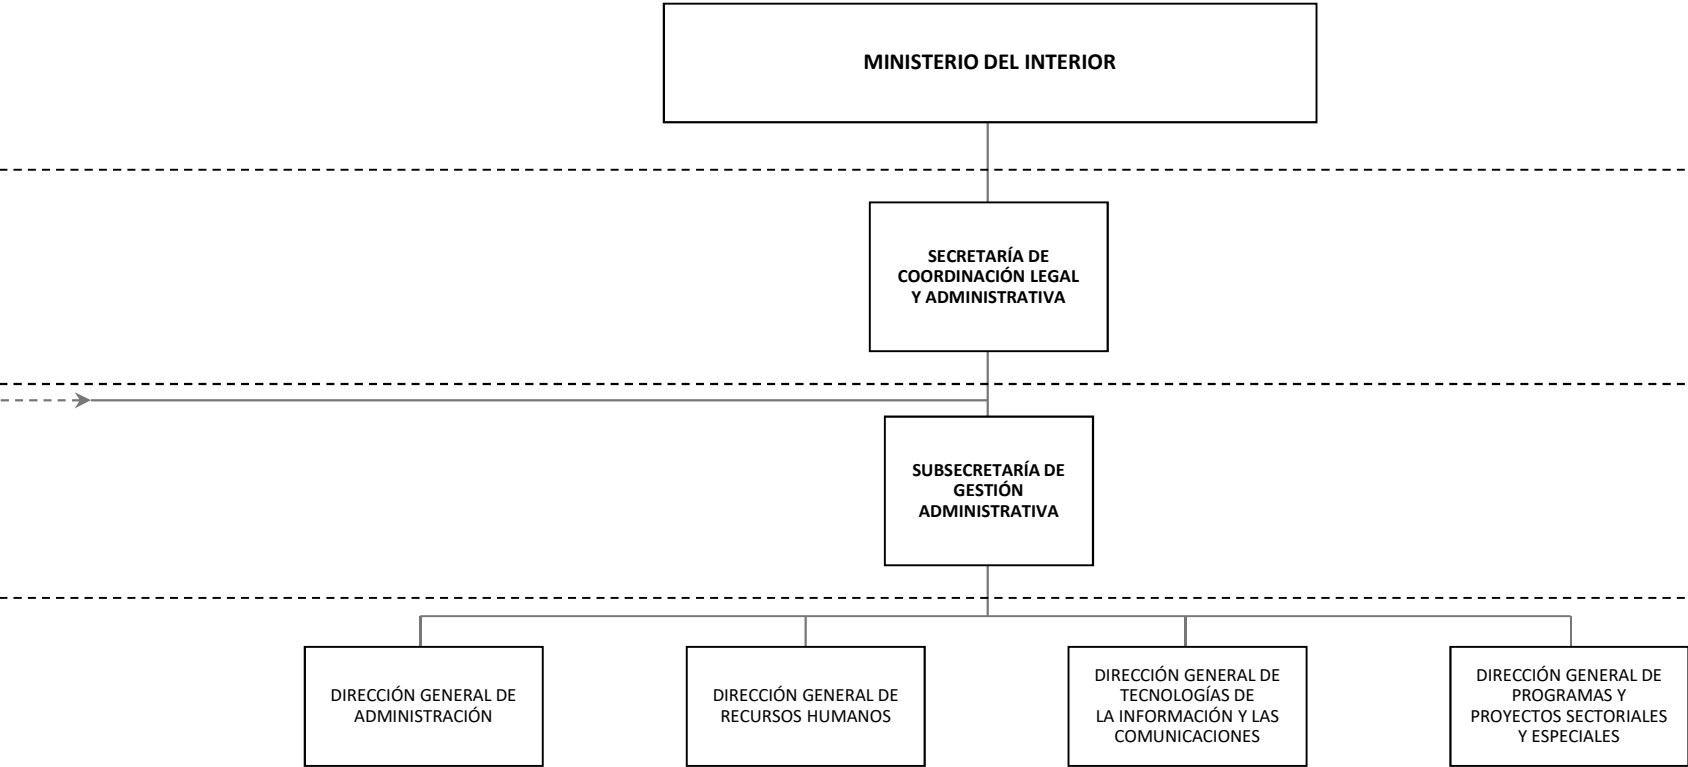 MINISTERIO DEL INTERIOR
SECRETARÍA DE
COORDINACIÓN LEGAL
Y ADMINISTRATIVA
SUBSECRETARÍA DE
GESTIÓN
ADMINISTRATIVA
DIRECCIÓN GENERAL DE
ADMINISTRACIÓN
DIRECCIÓN GENERAL DE
RECURSOS HUMANOS
DIRECCIÓN GENERAL DE
TECNOLOGÍAS DE
LA INFORMACIÓN Y LAS
COMUNICACIONES
DIRECCIÓN GENERAL DE
PROGRAMAS Y
PROYECTOS SECTORIALES
Y ESPECIALES